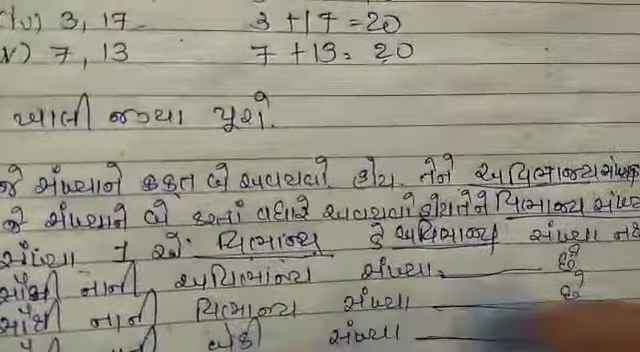 iv) 3, 17 3 + 17 = 20
v) 7, 13 7 + 13 = 20
ખાલી જગ્યા પૂરો.
જે સંખ્યાને ફક્ત બે અવયવો હોય તેને અવિભાજ્ય સંખ્યા
જે સંખ્યાને બે કરતાં વધારે અવયવો હોય તેને વિભાજ્ય સંખ્યા
સંખ્યા 1 એ વિભાજ્ય કે અવિભાજ્ય સંખ્યા નથી
સૌથી નાની અવિભાજ્ય સંખ્યા ——— છે
સૌથી નાની વિભાજ્ય સંખ્યા ——— છે
બેકી સંખ્યા ———